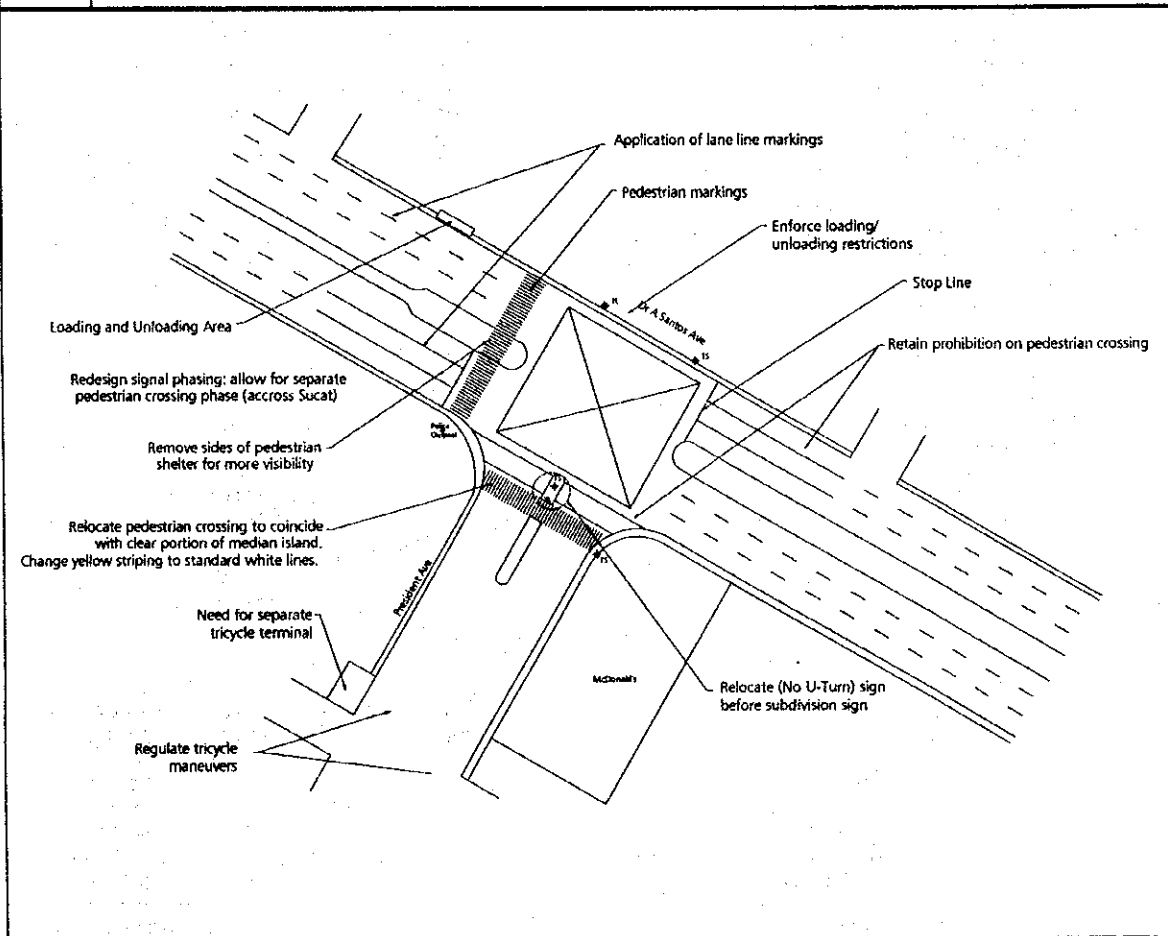 Application of lane line markings
Pedestrian markings
Enforce loading/
unloading restrictions
Dr A Santos Ave
TS
Stop Line
Retain prohibition on pedestrian crossing
Loading and Unloading Area
Redesign signal phasing: allow for separate
pedestrian crossing phase (accross Sucat)
Police
Remove sides of pedestrian
shelter for more visibility
Relocate pedestrian crossing to coincide
with clear portion of median island.
Change yellow striping to standard white lines.
TS
President Ave
Need for separate
tricycle terminal
McDonald's
Relocate (No U-Turn) sign
before subdivision sign
Regulate tricycle
maneuvers